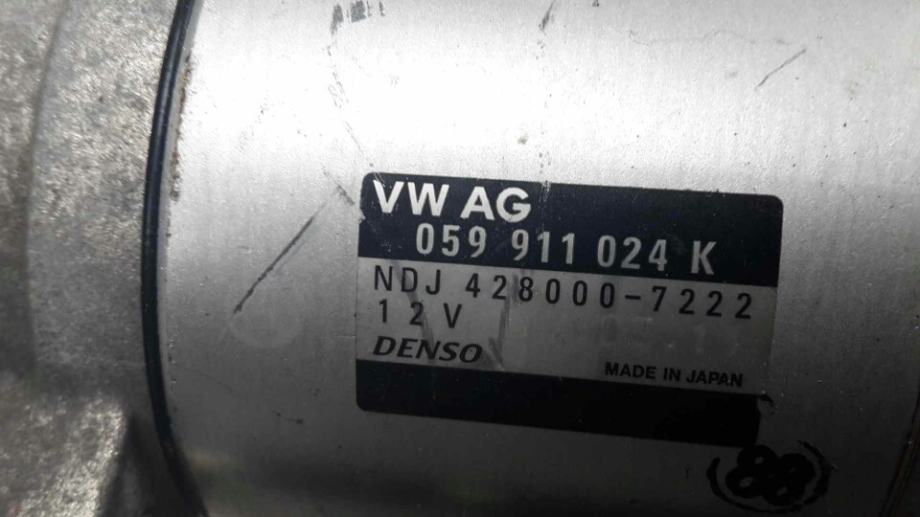 VW AG
059 911 024 K
NDJ 428000-7222
12V
DENSO
MADE IN JAPAN
88